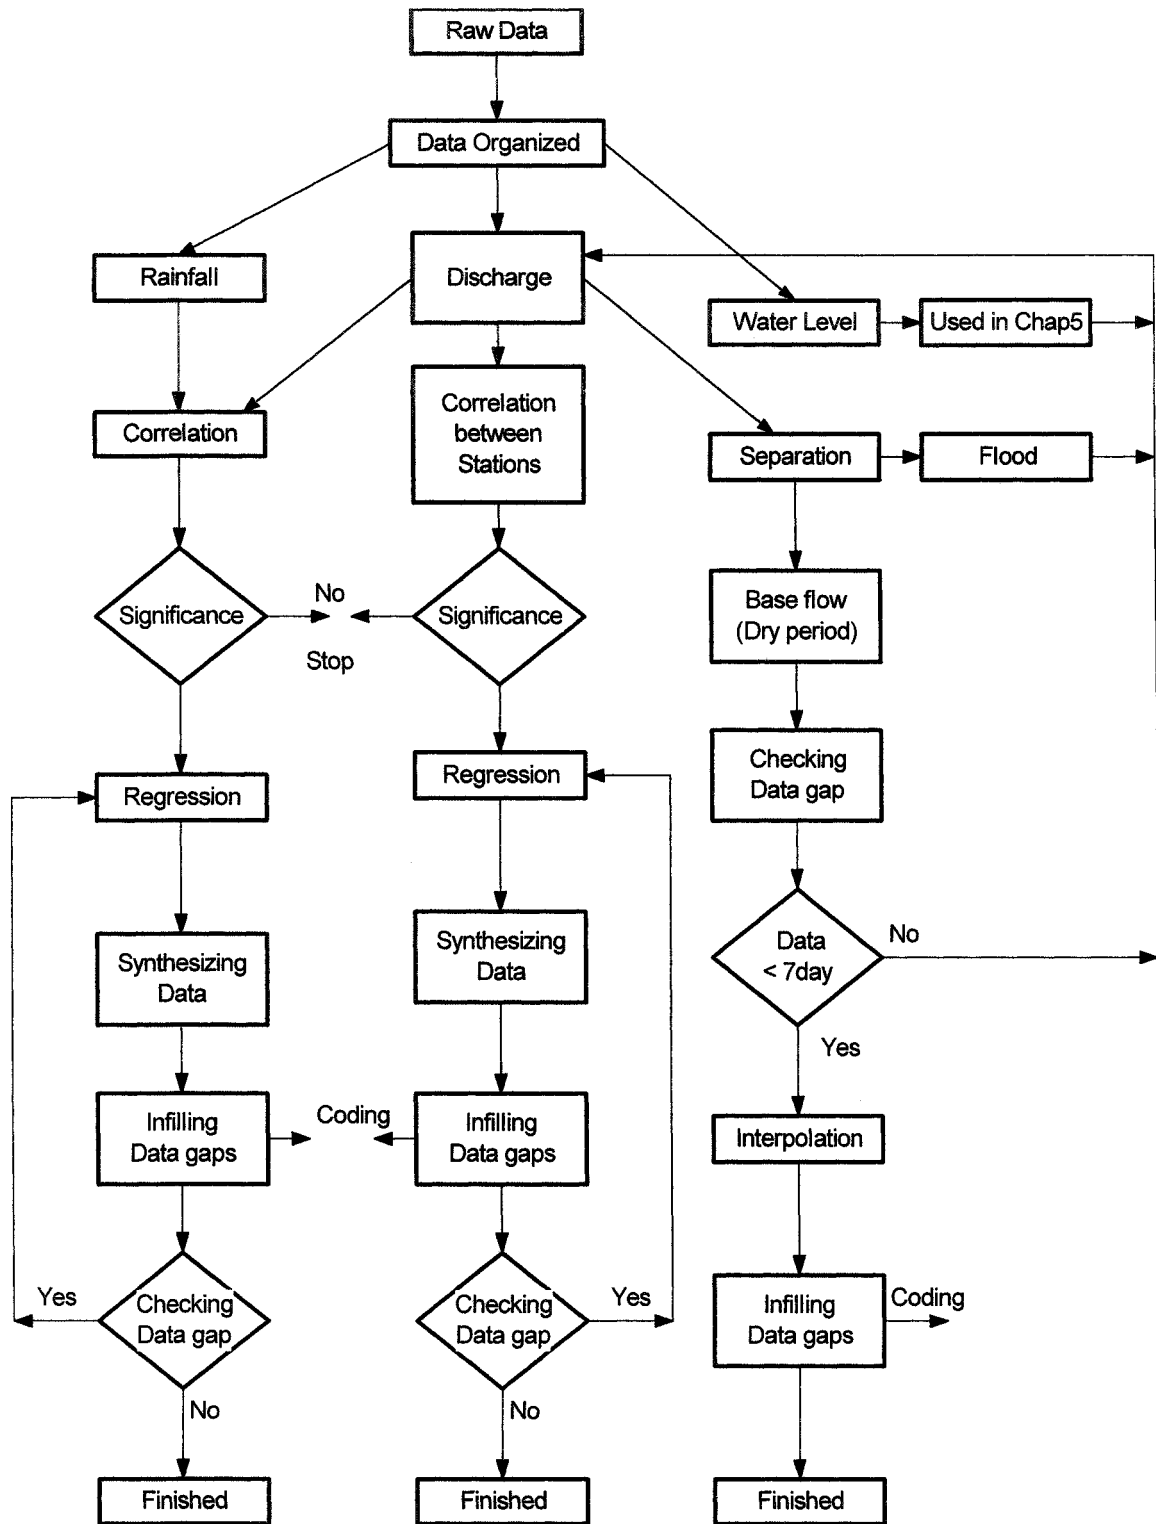 Raw Data
Data Organized
Rainfall
Discharge
Water Level
Used in Chap5
Correlation
Correlation
between
Stations
Separation
Flood
Significance
No
Stop
Significance
Base flow
(Dry period)
Regression
Regression
Checking
Data gap
Synthesizing
Data
Synthesizing
Data
Data
< 7day
No
Yes
Infilling
Data gaps
Coding
Infilling
Data gaps
Interpolation
Yes
Checking
Data gap
No
Checking
Data gap
Yes
No
Infilling
Data gaps
Coding
Finished
Finished
Finished